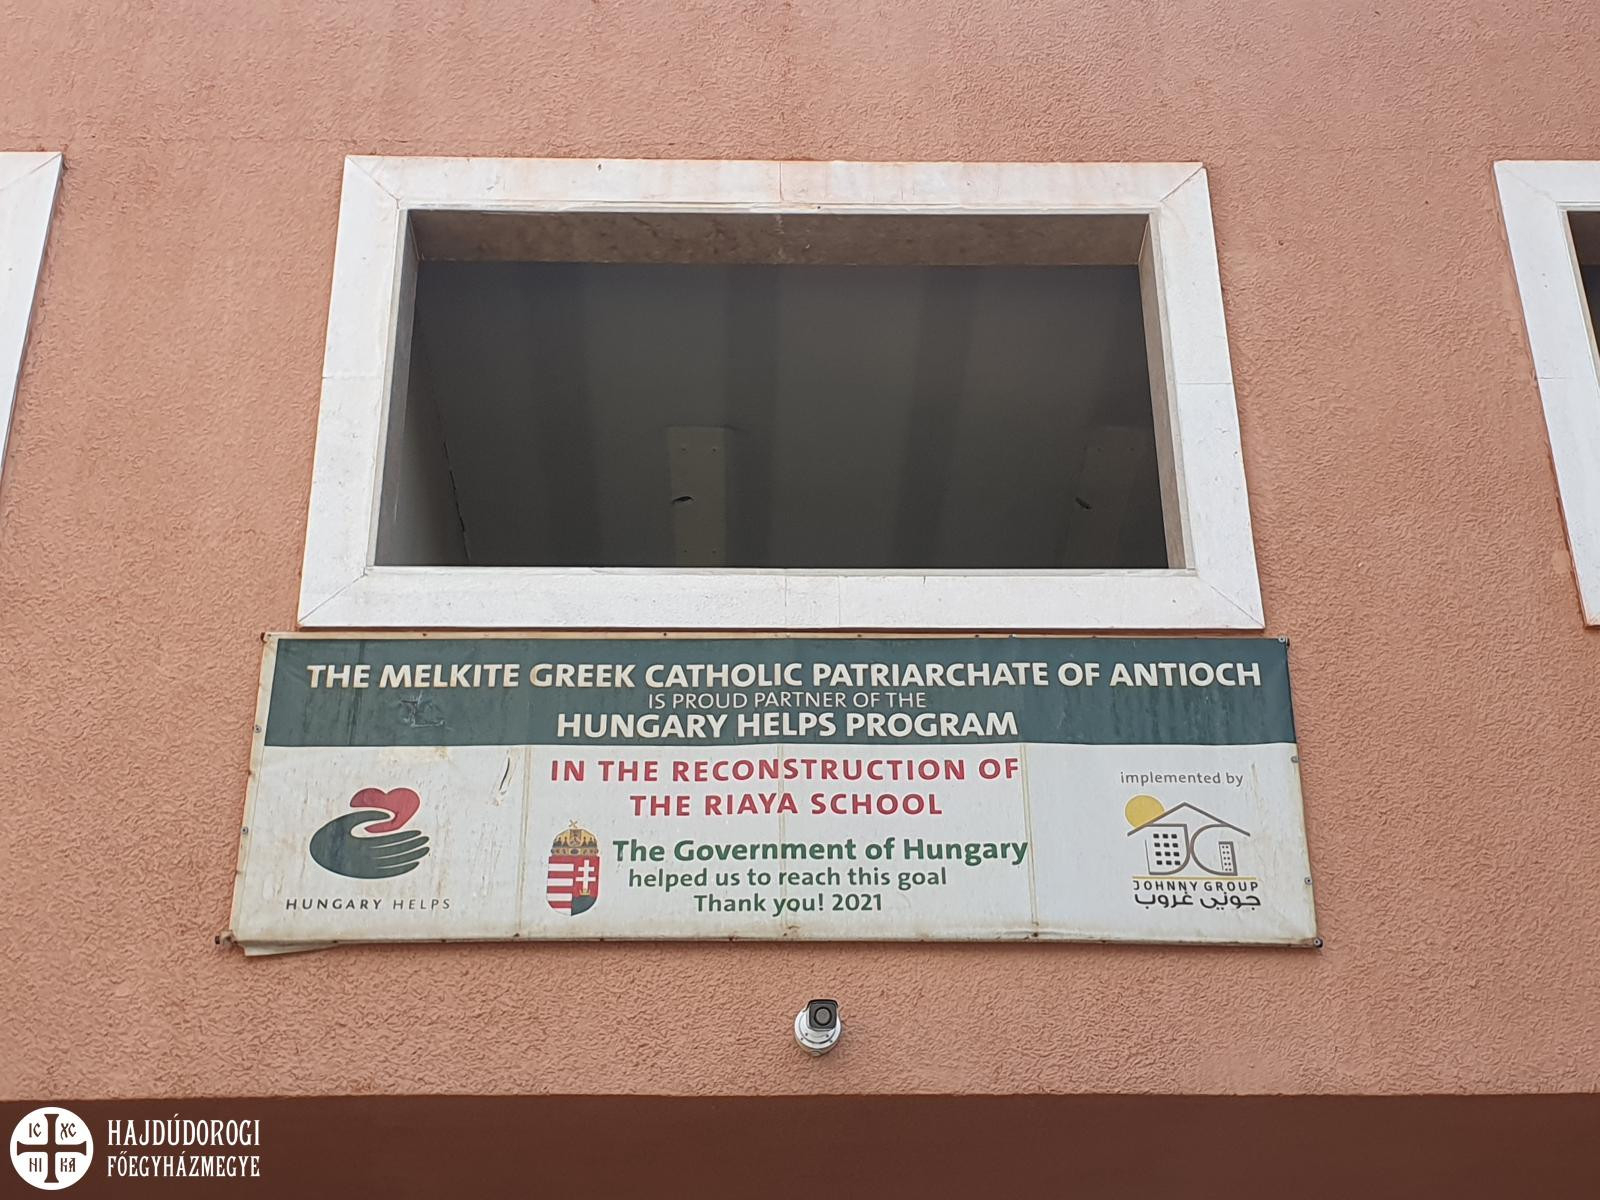 THE MELKITE GREEK CATHOLIC PATRIARCHATE OF ANTIOCH
IS PROUD PARTNER OF THE
HUNGARY HELPS PROGRAM
IN THE RECONSTRUCTION OF
THE RIAYA SCHOOL
The Government of Hungary
helped us to reach this goal
Thank you! 2021
HUNGARY HELPS
implemented by
JG
JOHNNY GROUP
جوني غروب
IC XC
NI KA
HAJDÚDOROGI
FŐEGYHÁZMEGYE